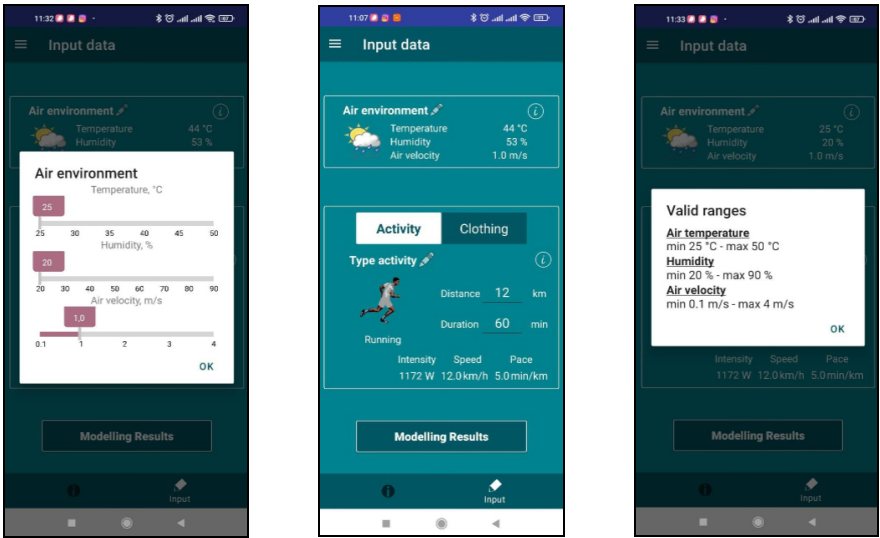 11:32
Input data
Air environment
Temperature 44 °C
Humidity 53 %
Air environment
Temperature, °C
25
25 30 35 40 45 50
Humidity, %
20
20 30 40 50 60 70 80 90
Air velocity, m/s
1,0
0.1 1 2 3 4
OK
Modelling Results
Input
11:07
Input data
Air environment
Temperature 44 °C
Humidity 53 %
Air velocity 1.0 m/s
Activity Clothing
Type activity
Distance 12 km
Duration 60 min
Running
Intensity Speed Pace
1172 W 12.0 km/h 5.0 min/km
Modelling Results
Input
11:33
Input data
Air environment
Temperature 25 °C
Humidity 20 %
Air velocity 1.0 m/s
Valid ranges
Air temperature
min 25 °C - max 50 °C
Humidity
min 20 % - max 90 %
Air velocity
min 0.1 m/s - max 4 m/s
OK
Intensity Speed Pace
1172 W 12.0 km/h 5.0 min/km
Modelling Results
Input